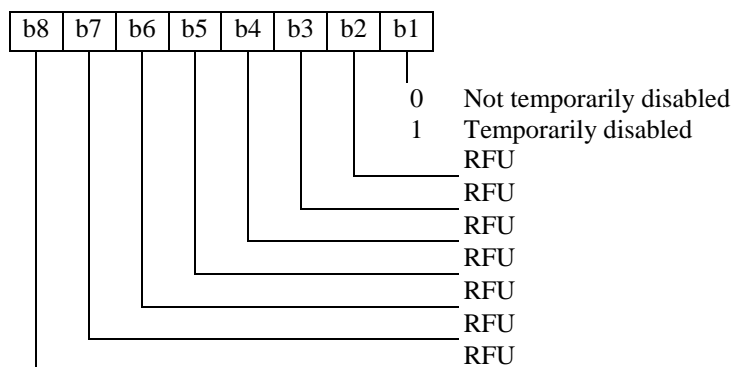 b8 b7 b6 b5 b4 b3 b2 b1
0 Not temporarily disabled
1 Temporarily disabled
RFU
RFU
RFU
RFU
RFU
RFU
RFU